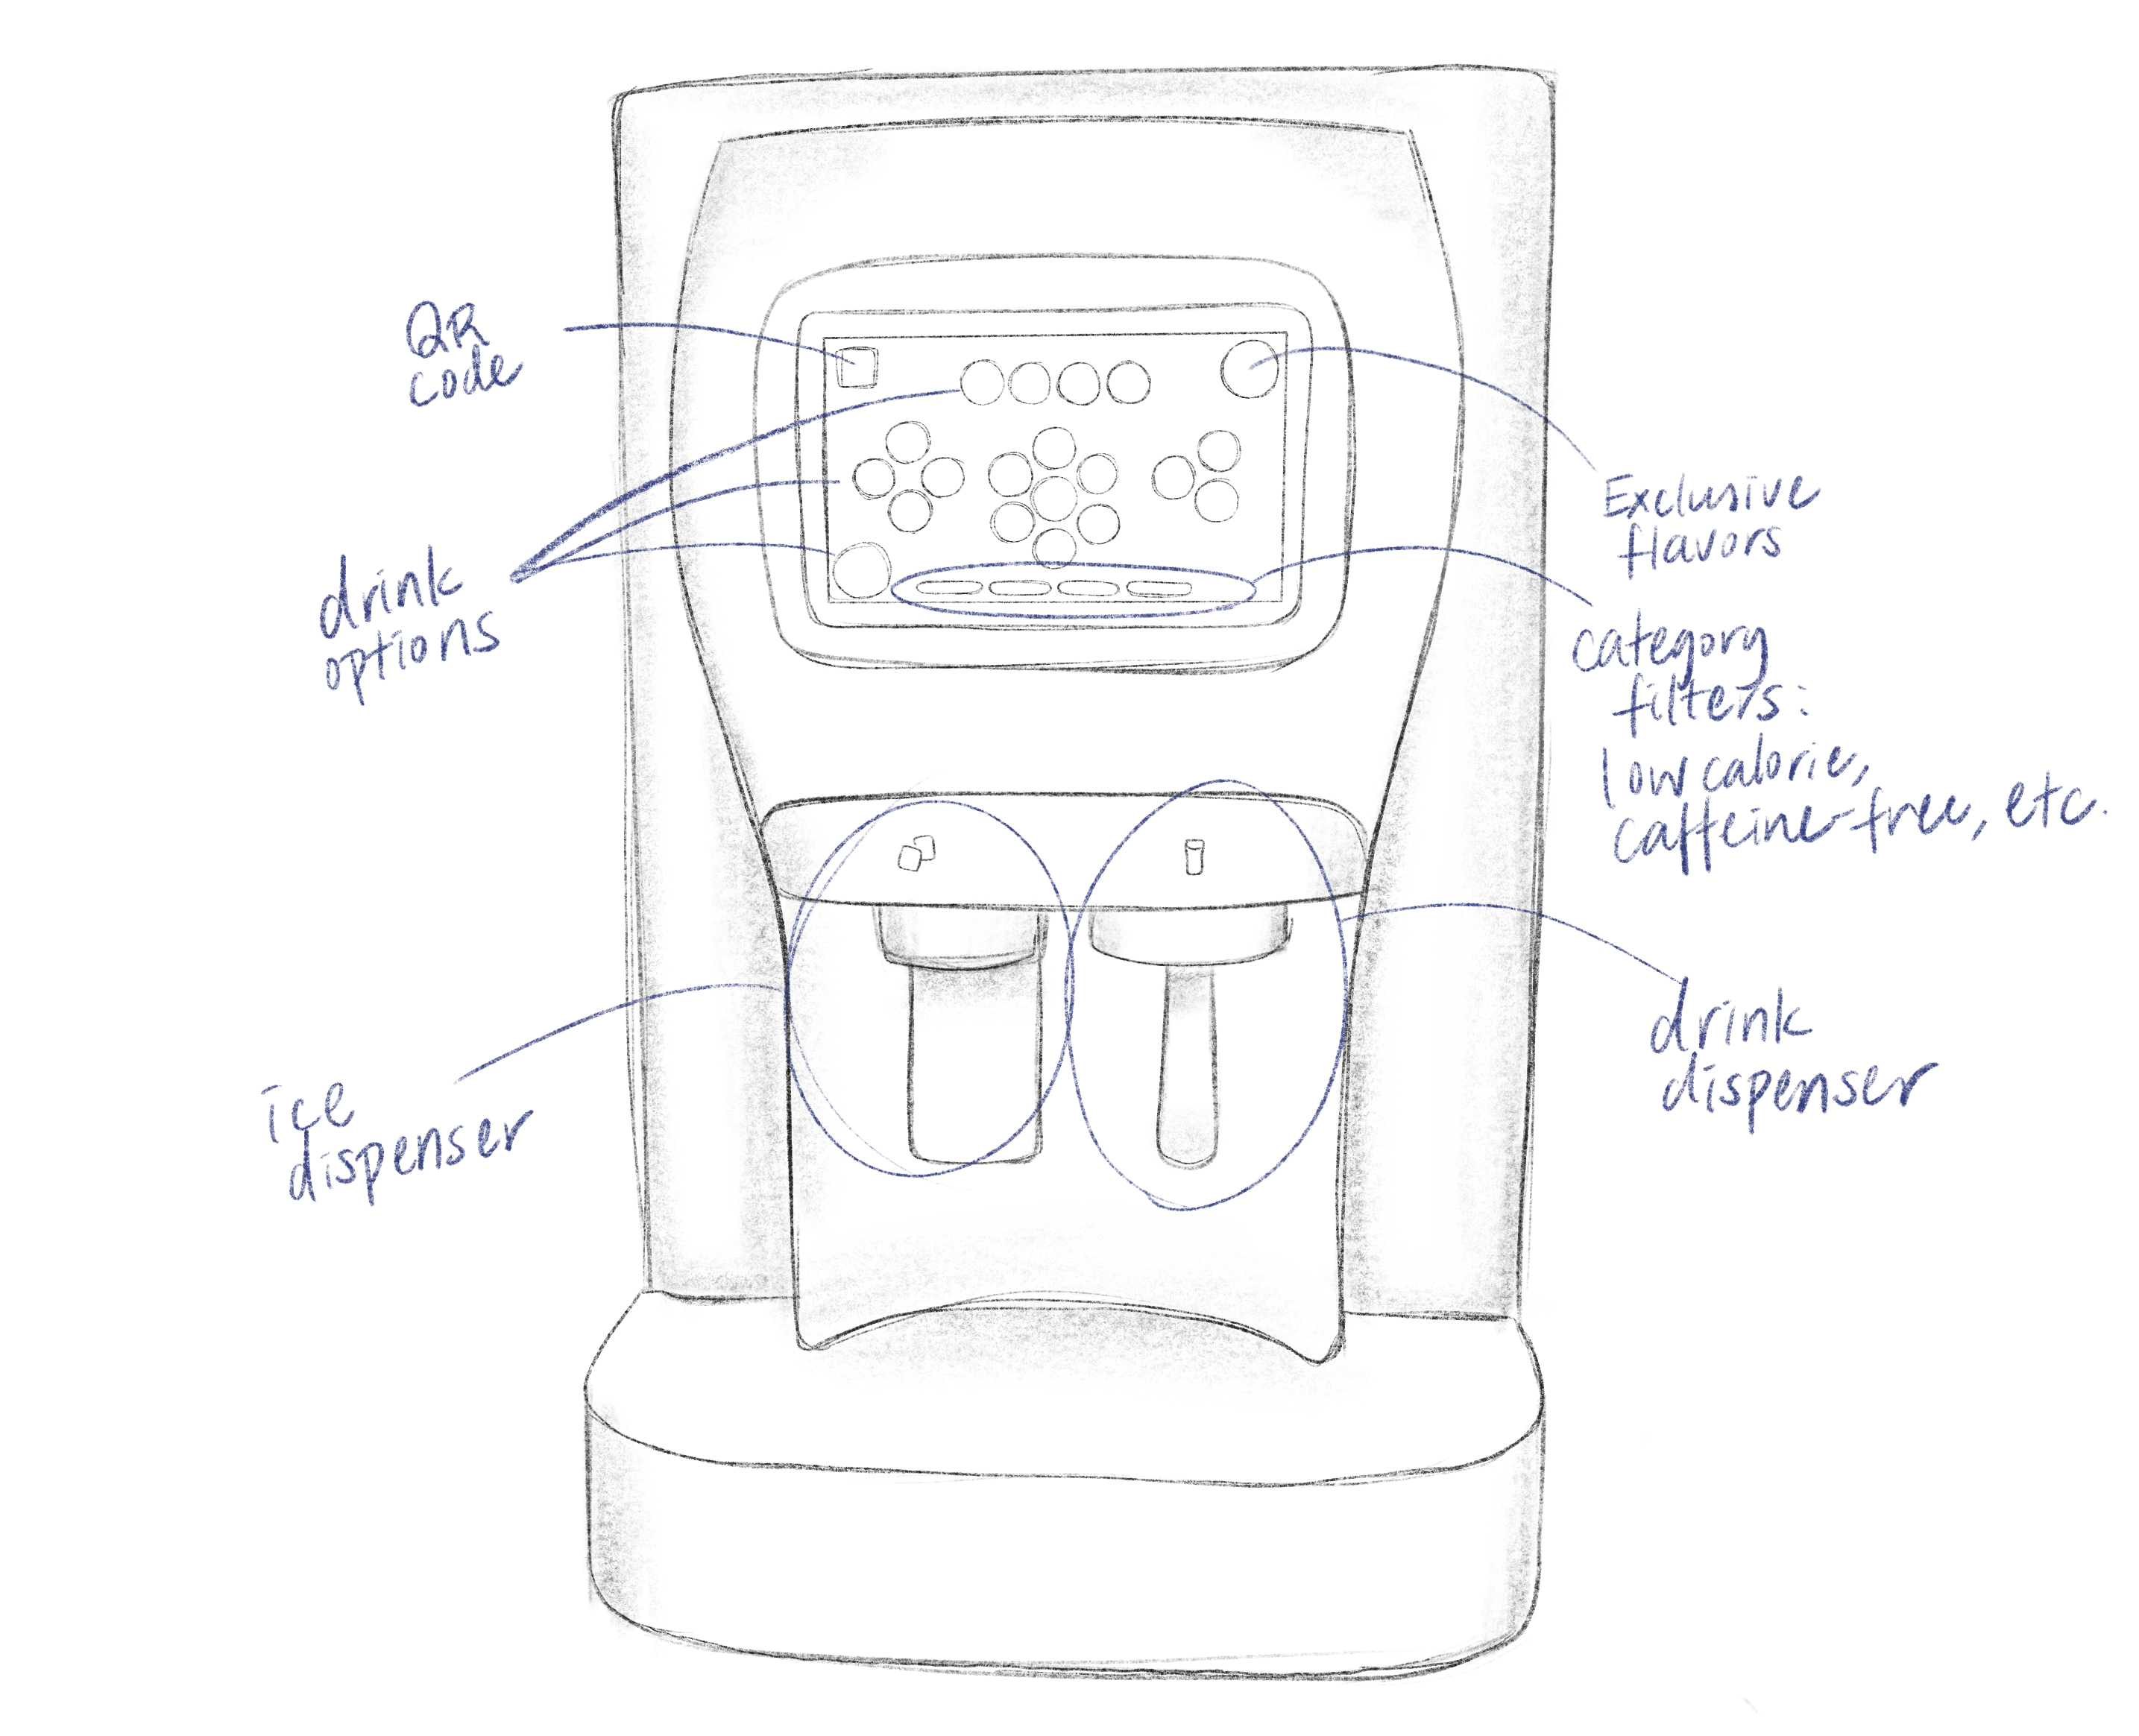 QR
code
drink
options
ice
dispenser
Exclusive
flavors
category
filters:
low calorie,
caffeine-free, etc.
drink
dispenser